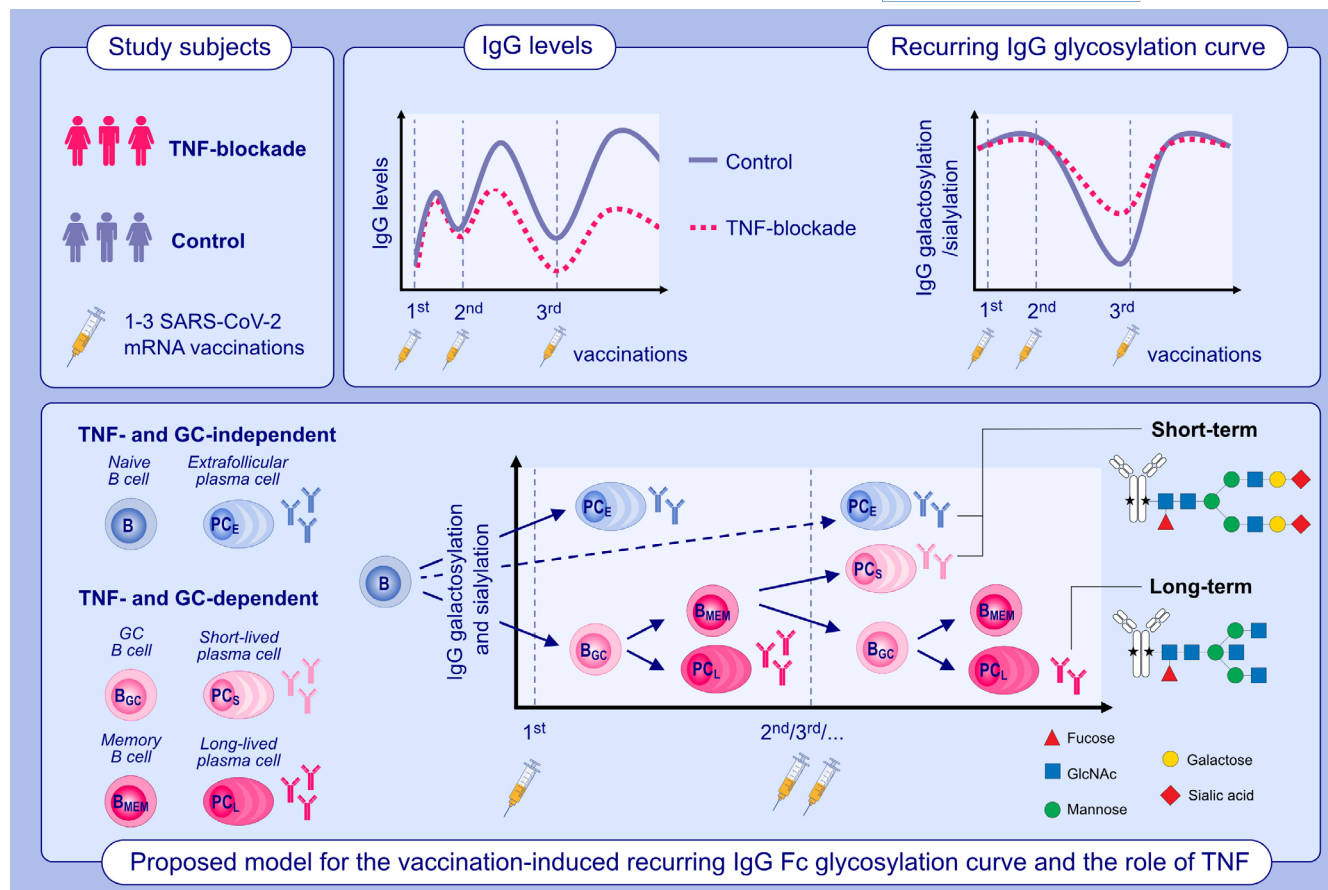 Study subjects
TNF-blockade
Control
1-3 SARS-CoV-2
mRNA vaccinations
IgG levels
Recurring IgG glycosylation curve
IgG levels
1st
2nd
3rd
vaccinations
Control
TNF-blockade
IgG galactosylation
/sialylation
1st
2nd
3rd
vaccinations
TNF- and GC-independent
Naive
B cell
Extrafollicular
plasma cell
B
PCE
TNF- and GC-dependent
GC
B cell
Short-lived
plasma cell
BGC
PCS
Memory
B cell
Long-lived
plasma cell
BMEM
PCL
B
IgG galactosylation
and sialylation
PCE
BGC
BMEM
PCL
PCE
PCS
BGC
BMEM
PCL
1st
2nd/3rd/...
Short-term
Long-term
Fucose
GlcNAc
Mannose
Galactose
Sialic acid
Proposed model for the vaccination-induced recurring IgG Fc glycosylation curve and the role of TNF